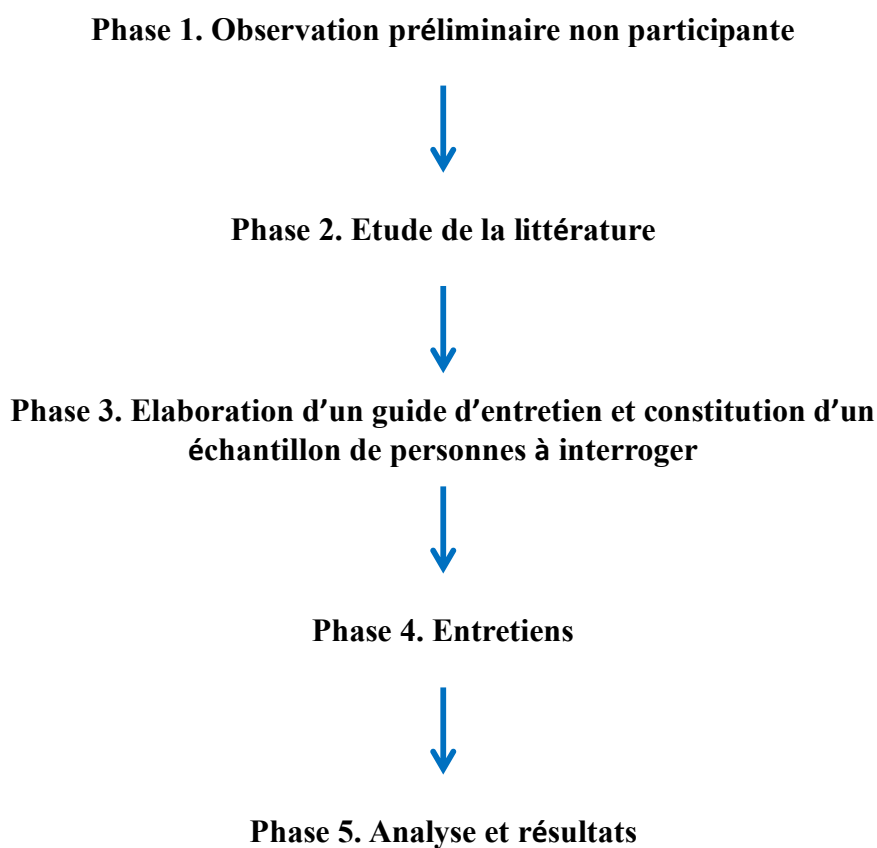 Phase 1. Observation préliminaire non participante
Phase 2. Etude de la littérature
Phase 3. Elaboration d’un guide d’entretien et constitution d’un
échantillon de personnes à interroger
Phase 4. Entretiens
Phase 5. Analyse et résultats